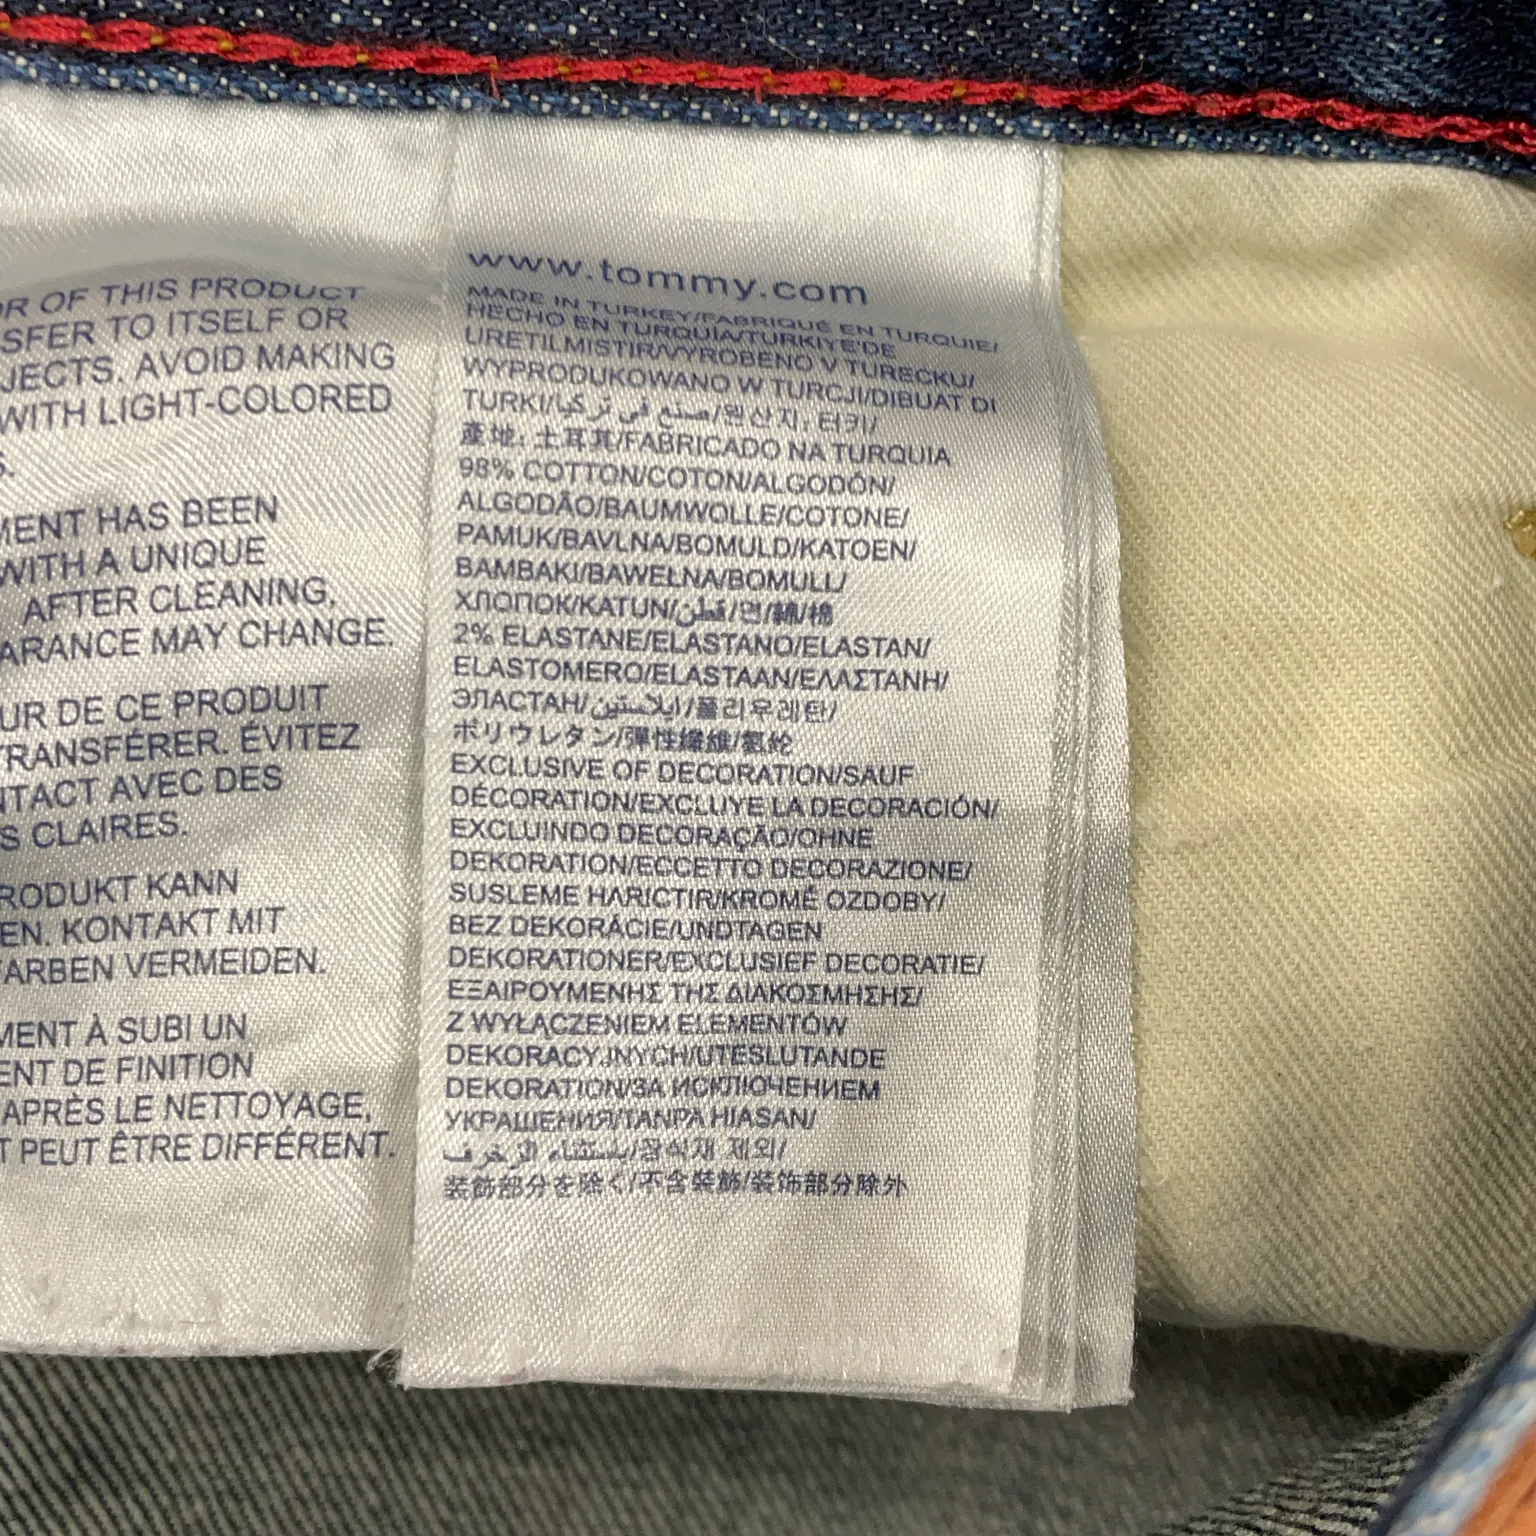 OR OF THIS PRODUCT
SFER TO ITSELF OR
JECTS. AVOID MAKING
WITH LIGHT-COLORED
S.
MENT HAS BEEN
WITH A UNIQUE
AFTER CLEANING,
ARANCE MAY CHANGE.
UR DE CE PRODUIT
TRANSFÉRER. ÉVITEZ
NTACT AVEC DES
S CLAIRES.
RODUKT KANN
EN. KONTAKT MIT
FARBEN VERMEIDEN.
MENT À SUBI UN
ENT DE FINITION
APRÈS LE NETTOYAGE,
T PEUT ÊTRE DIFFÉRENT.
www.tommy.com
MADE IN TURKEY/FABRIQUÉ EN TURQUIE/
HECHO EN TURQUIA/TURKIYE'DE
URETILMISTIR/VYROBENO V TURECKU/
WYPRODUKOWANO W TURCJI/DIBUAT DI
TURKI/صنع في تركيا/원산지: 터키/
產地: 土耳其/FABRICADO NA TURQUIA
98% COTTON/COTON/ALGODÓN/
ALGODÃO/BAUMWOLLE/COTONE/
PAMUK/BAVLNA/BOMULD/KATOEN/
BAMBAKI/BAWEŁNA/BOMULL/
ХЛОПОК/KATUN/قطن/면/綿/棉
2% ELASTANE/ELASTANO/ELASTAN/
ELASTOMERO/ELASTAAN/ΕΛΑΣΤΑΝΗ/
ЭЛАСТАН/ايلاستين/폴리우레탄/
ポリウレタン/彈性纖維/氨纶
EXCLUSIVE OF DECORATION/SAUF
DÉCORATION/EXCLUYE LA DECORACIÓN/
EXCLUINDO DECORAÇÃO/OHNE
DEKORATION/ECCETTO DECORAZIONE/
SUSLEME HARICTIR/KROMĚ OZDOBY/
BEZ DEKORÁCIE/UNDTAGEN
DEKORATIONER/EXCLUSIEF DECORATIE/
ΕΞΑΙΡΟΥΜΕΝΗΣ ΤΗΣ ΔΙΑΚΟΣΜΗΣΗΣ/
Z WYŁĄCZENIEM ELEMENTÓW
DEKORACYJNYCH/UTESLUTANDE
DEKORATION/ЗА ИСКЛЮЧЕНИЕМ
УКРАШЕНИЯ/TANPA HIASAN/
باستثناء الزخرف/장식재 제외/
装飾部分を除く/不含裝飾/装饰部分除外